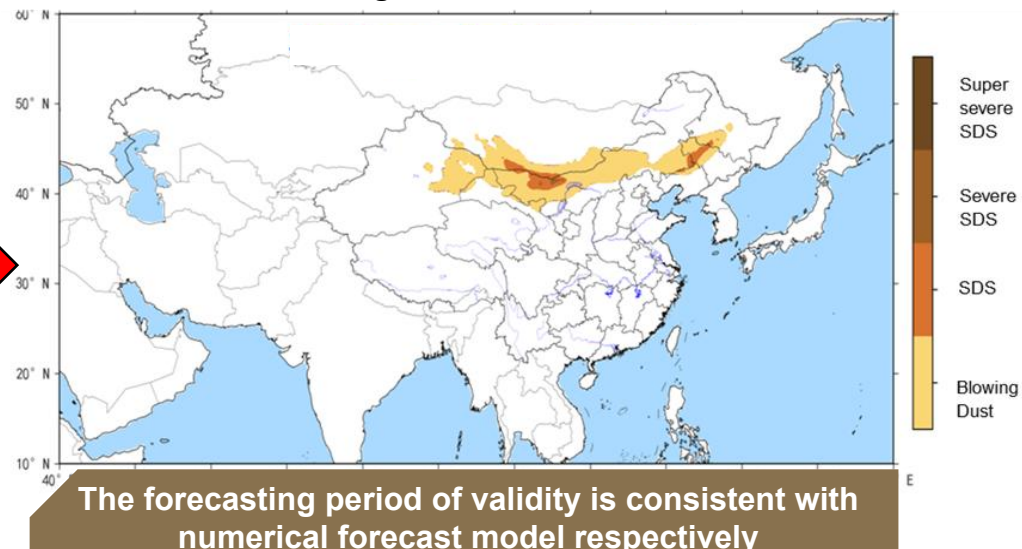 60° N
50° N
40° N
30° N
20° N
10° N
40°
E
Super
severe
SDS
Severe
SDS
SDS
Blowing
Dust
The forecasting period of validity is consistent with
numerical forecast model respectively